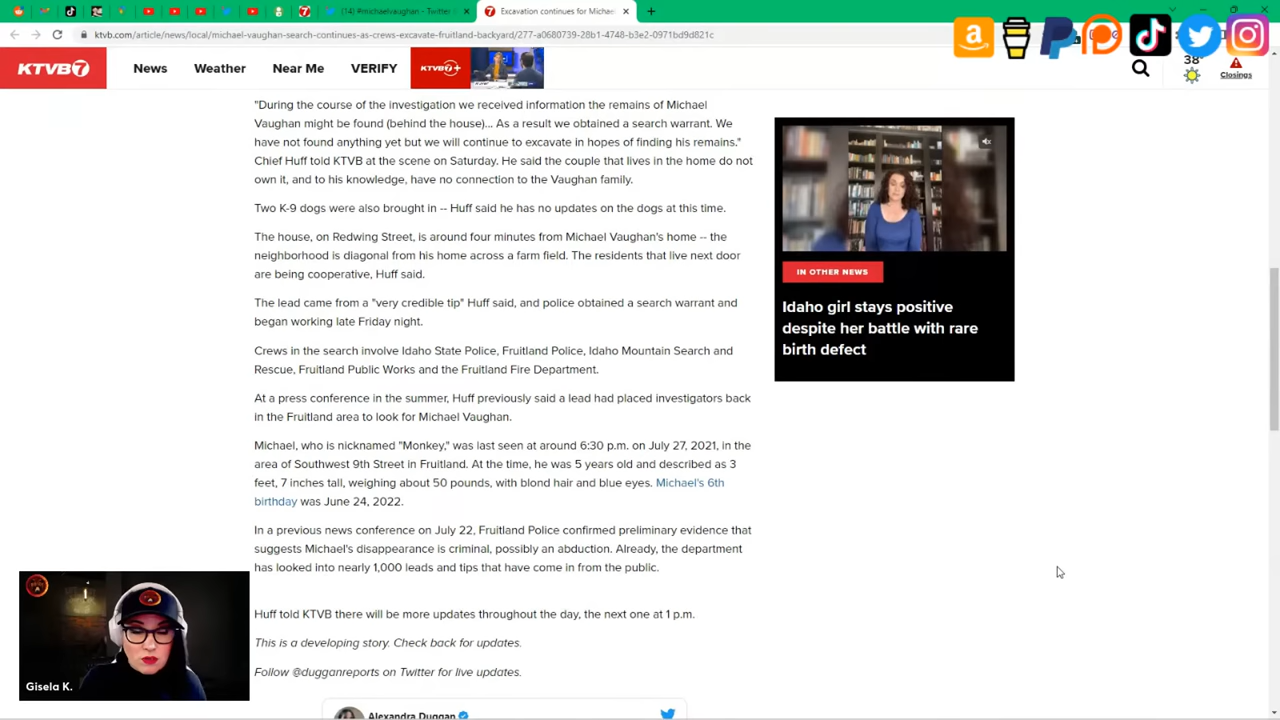 (14) #michaelvaughan - Twitter
Excavation continues for Michae
ktvb.com/article/news/local/michael-vaughan-search-continues-as-crews-excavate-fruitland-backyard/277-a0680739-28b1-4748-b3e2-0971bd9d821c
KTVB7
News
Weather
Near Me
VERIFY
KTVB+
38°
Closings
"During the course of the investigation we received information the remains of Michael
Vaughan might be found (behind the house)... As a result we obtained a search warrant. We
have not found anything yet but we will continue to excavate in hopes of finding his remains."
Chief Huff told KTVB at the scene on Saturday. He said the couple that lives in the home do not
own it, and to his knowledge, have no connection to the Vaughan family.
Two K-9 dogs were also brought in -- Huff said he has no updates on the dogs at this time.
The house, on Redwing Street, is around four minutes from Michael Vaughan's home -- the
neighborhood is diagonal from his home across a farm field. The residents that live next door
are being cooperative, Huff said.
The lead came from a "very credible tip" Huff said, and police obtained a search warrant and
began working late Friday night.
Crews in the search involve Idaho State Police, Fruitland Police, Idaho Mountain Search and
Rescue, Fruitland Public Works and the Fruitland Fire Department.
At a press conference in the summer, Huff previously said a lead had placed investigators back
in the Fruitland area to look for Michael Vaughan.
Michael, who is nicknamed "Monkey," was last seen at around 6:30 p.m. on July 27, 2021, in the
area of Southwest 9th Street in Fruitland. At the time, he was 5 years old and described as 3
feet, 7 inches tall, weighing about 50 pounds, with blond hair and blue eyes. Michael's 6th
birthday was June 24, 2022.
In a previous news conference on July 22, Fruitland Police confirmed preliminary evidence that
suggests Michael's disappearance is criminal, possibly an abduction. Already, the department
has looked into nearly 1,000 leads and tips that have come in from the public.
Huff told KTVB there will be more updates throughout the day, the next one at 1 p.m.
This is a developing story. Check back for updates.
Follow @dugganreports on Twitter for live updates.
Alexandra Duggan
IN OTHER NEWS
Idaho girl stays positive
despite her battle with rare
birth defect
Gisela K.